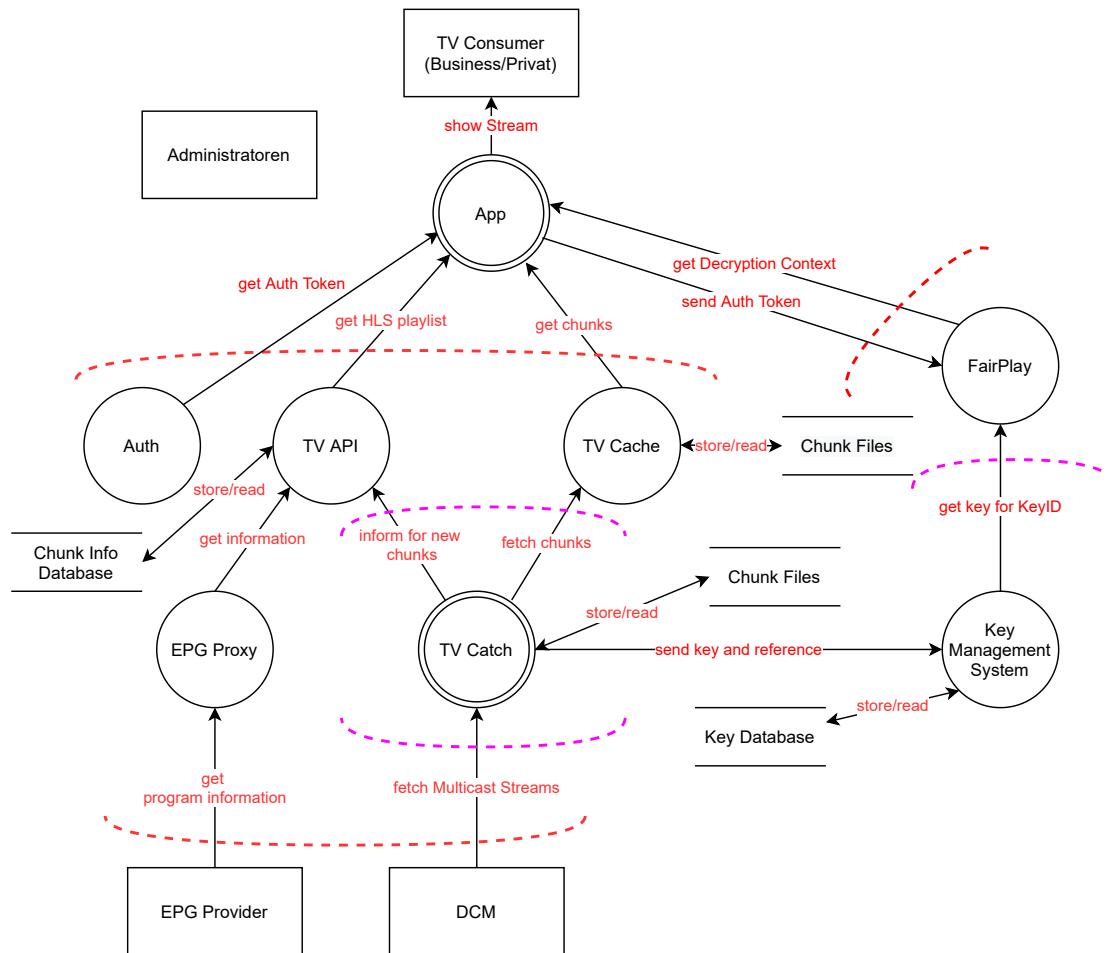 TV Consumer
(Business/Privat)
show Stream
Administratoren
App
get Decryption Context
get Auth Token
send Auth Token
get HLS playlist
get chunks
FairPlay
Auth
TV API
TV Cache
store/read
Chunk Files
store/read
get key for KeyID
get information
inform for new
chunks
fetch chunks
Chunk Info
Database
Chunk Files
store/read
EPG Proxy
TV Catch
send key and reference
Key
Management
System
store/read
Key Database
get
program information
fetch Multicast Streams
EPG Provider
DCM